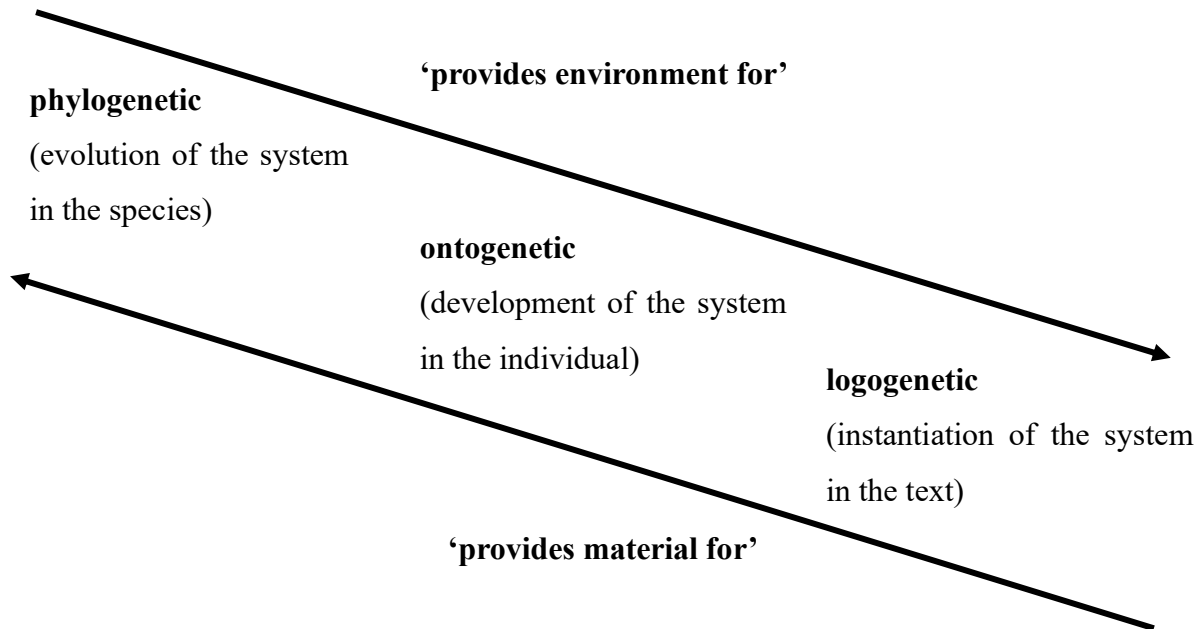 ‘provides environment for’
phylogenetic
(evolution of the system
in the species)
ontogenetic
(development of the system
in the individual)
logogenetic
(instantiation of the system
in the text)
‘provides material for’